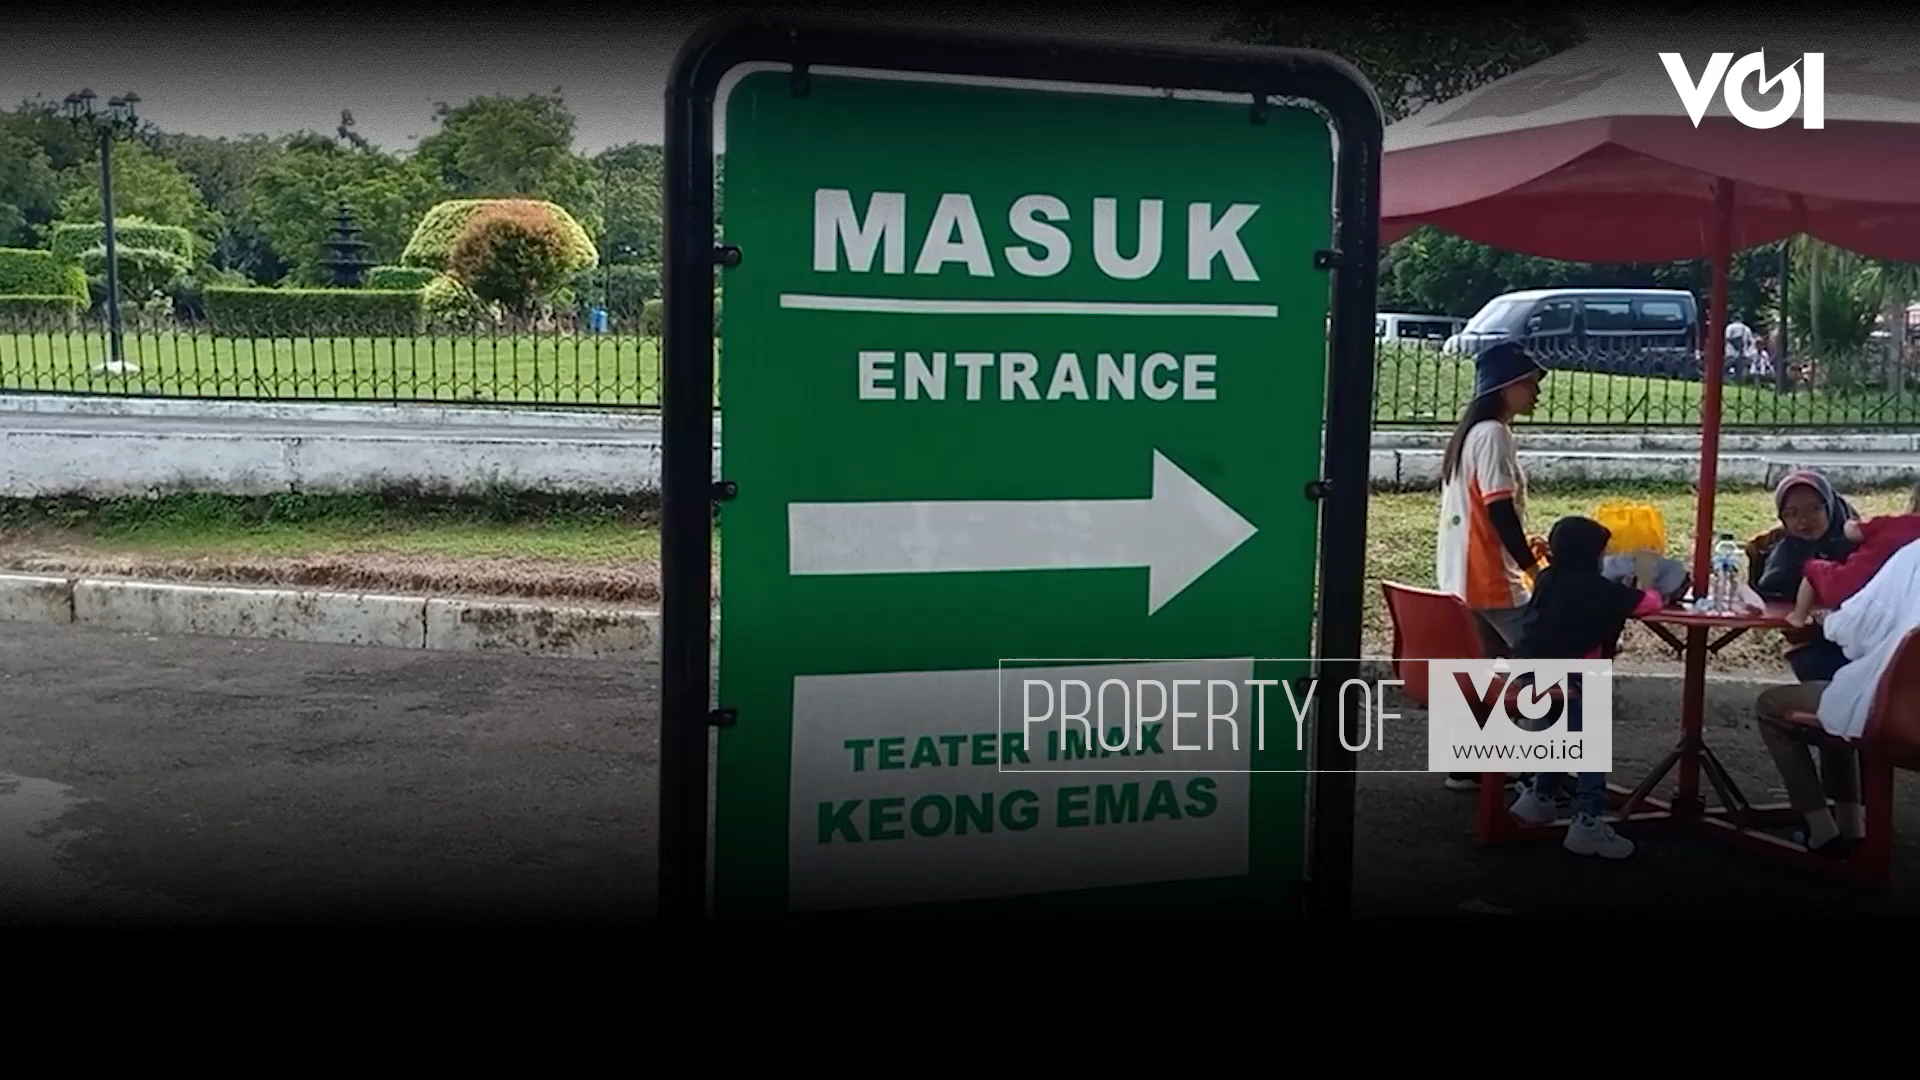 VOI
MASUK
ENTRANCE
PROPERTY OF VOI
www.voi.id
TEATER IMAX
KEONG EMAS